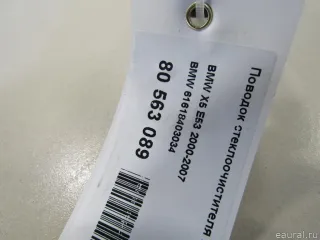 Поводок стеклоочистителя
BMW X5 E53 2000-2007
BMW 61618403034
80 563 089
eaural.ru